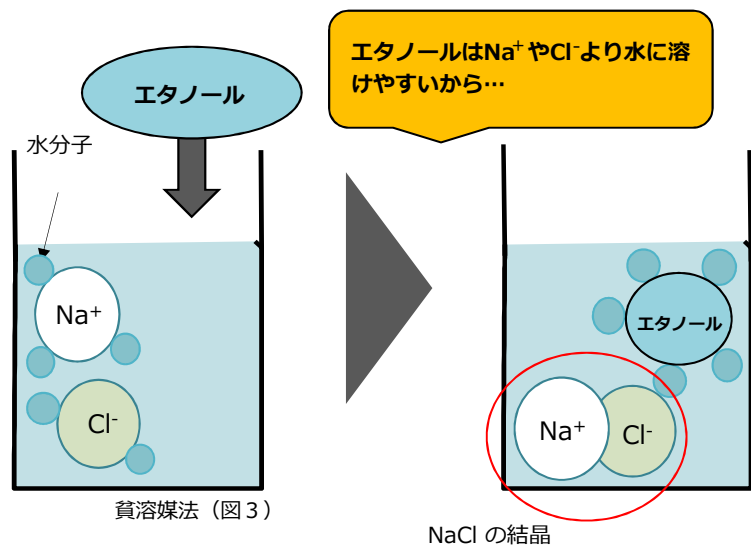 エタノール
エタノールはNa⁺やCl⁻より水に溶
けやすいから…
水分子
Na⁺
Cl⁻
エタノール
Na⁺
Cl⁻
貧溶媒法(図3)
NaCl の結晶